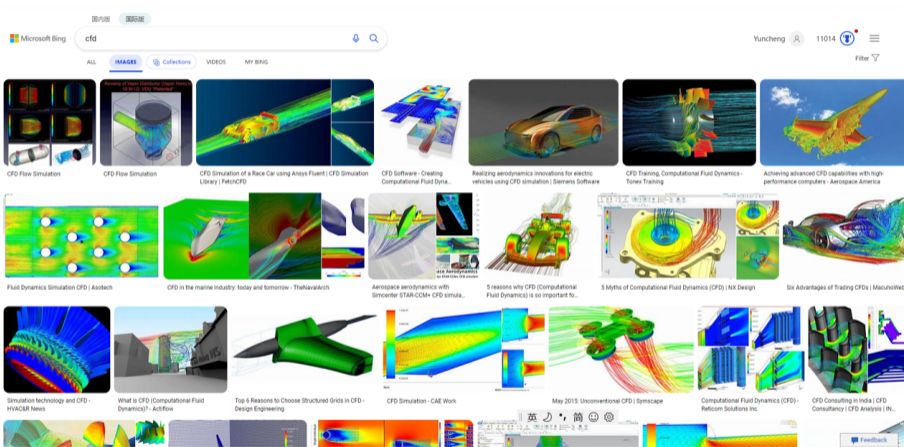 国内版 国际版
Microsoft Bing
cfd
Yuncheng
11014
ALL
IMAGES
Collections
VIDEOS
MY BING
Filter
CFD Flow Simulation
CFD Flow Simulation
CFD Simulation of a Race Car using Ansys Fluent | CFD Simulation
Library | FetchCFD
CFD Software - Creating
Computational Fluid Dyna...
Realizing aerodynamics innovations for electric
vehicles using CFD simulation | Siemens Software
CFD Training, Computational Fluid Dynamics -
Tonex Training
Achieving advanced CFD capabilities with high-
performance computers - Aerospace America
Fluid Dynamics Simulation CFD | Asotech
CFD in the marine industry: today and tomorrow - TheNavalArch
Aerospace aerodynamics with
Simcenter STAR-CCM+ CFD simula...
5 reasons why CFD (Computational
Fluid Dynamics) is so important fo...
5 Myths of Computational Fluid Dynamics (CFD) | NX Design
Six Advantages of Trading CFDs | MacuhoWeb
Simulation technology and CFD -
HVAC&R News
What is CFD (Computational Fluid
Dynamics)? - Actiflow
Top 6 Reasons to Choose Structured Grids in CFD -
Design Engineering
CFD Simulation - CAE Work
May 2015: Unconventional CFD | Symscape
Computational Fluid Dynamics (CFD) -
Reticom Solutions Inc.
CFD Consulting in India | CFD
Consultancy | CFD Analysis | IN...
英 简
Feedback